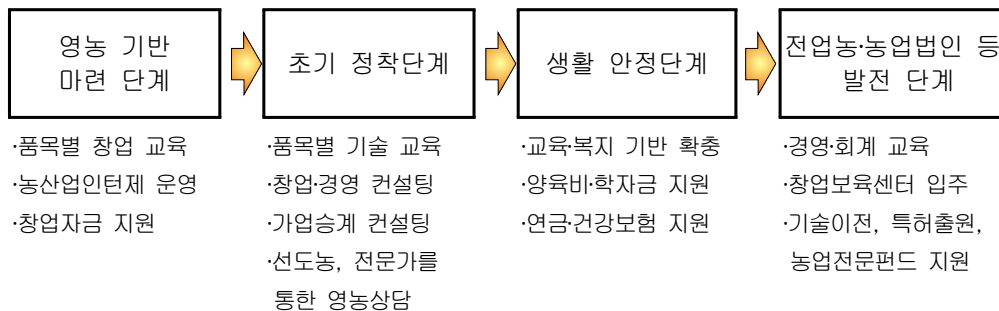 영농 기반
마련 단계
초기 정착단계
생활 안정단계
전업농·농업법인 등
발전 단계
·품목별 창업 교육
·농산업인턴제 운영
·창업자금 지원
·품목별 기술 교육
·창업·경영 컨설팅
·가업승계 컨설팅
·선도농, 전문가를
통한 영농상담
·교육·복지 기반 확충
·양육비·학자금 지원
·연금·건강보험 지원
·경영·회계 교육
·창업보육센터 입주
·기술이전, 특허출원,
농업전문펀드 지원